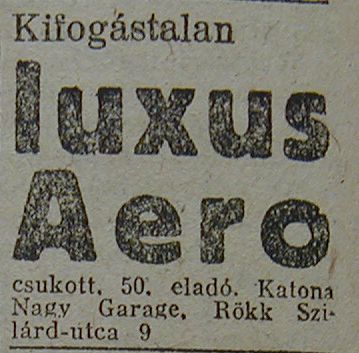 Kifogástalan
luxus
Aero
csukott. 50. eladó. Katona
Nagy Garage. Rökk Szi-
lárd-utca 9